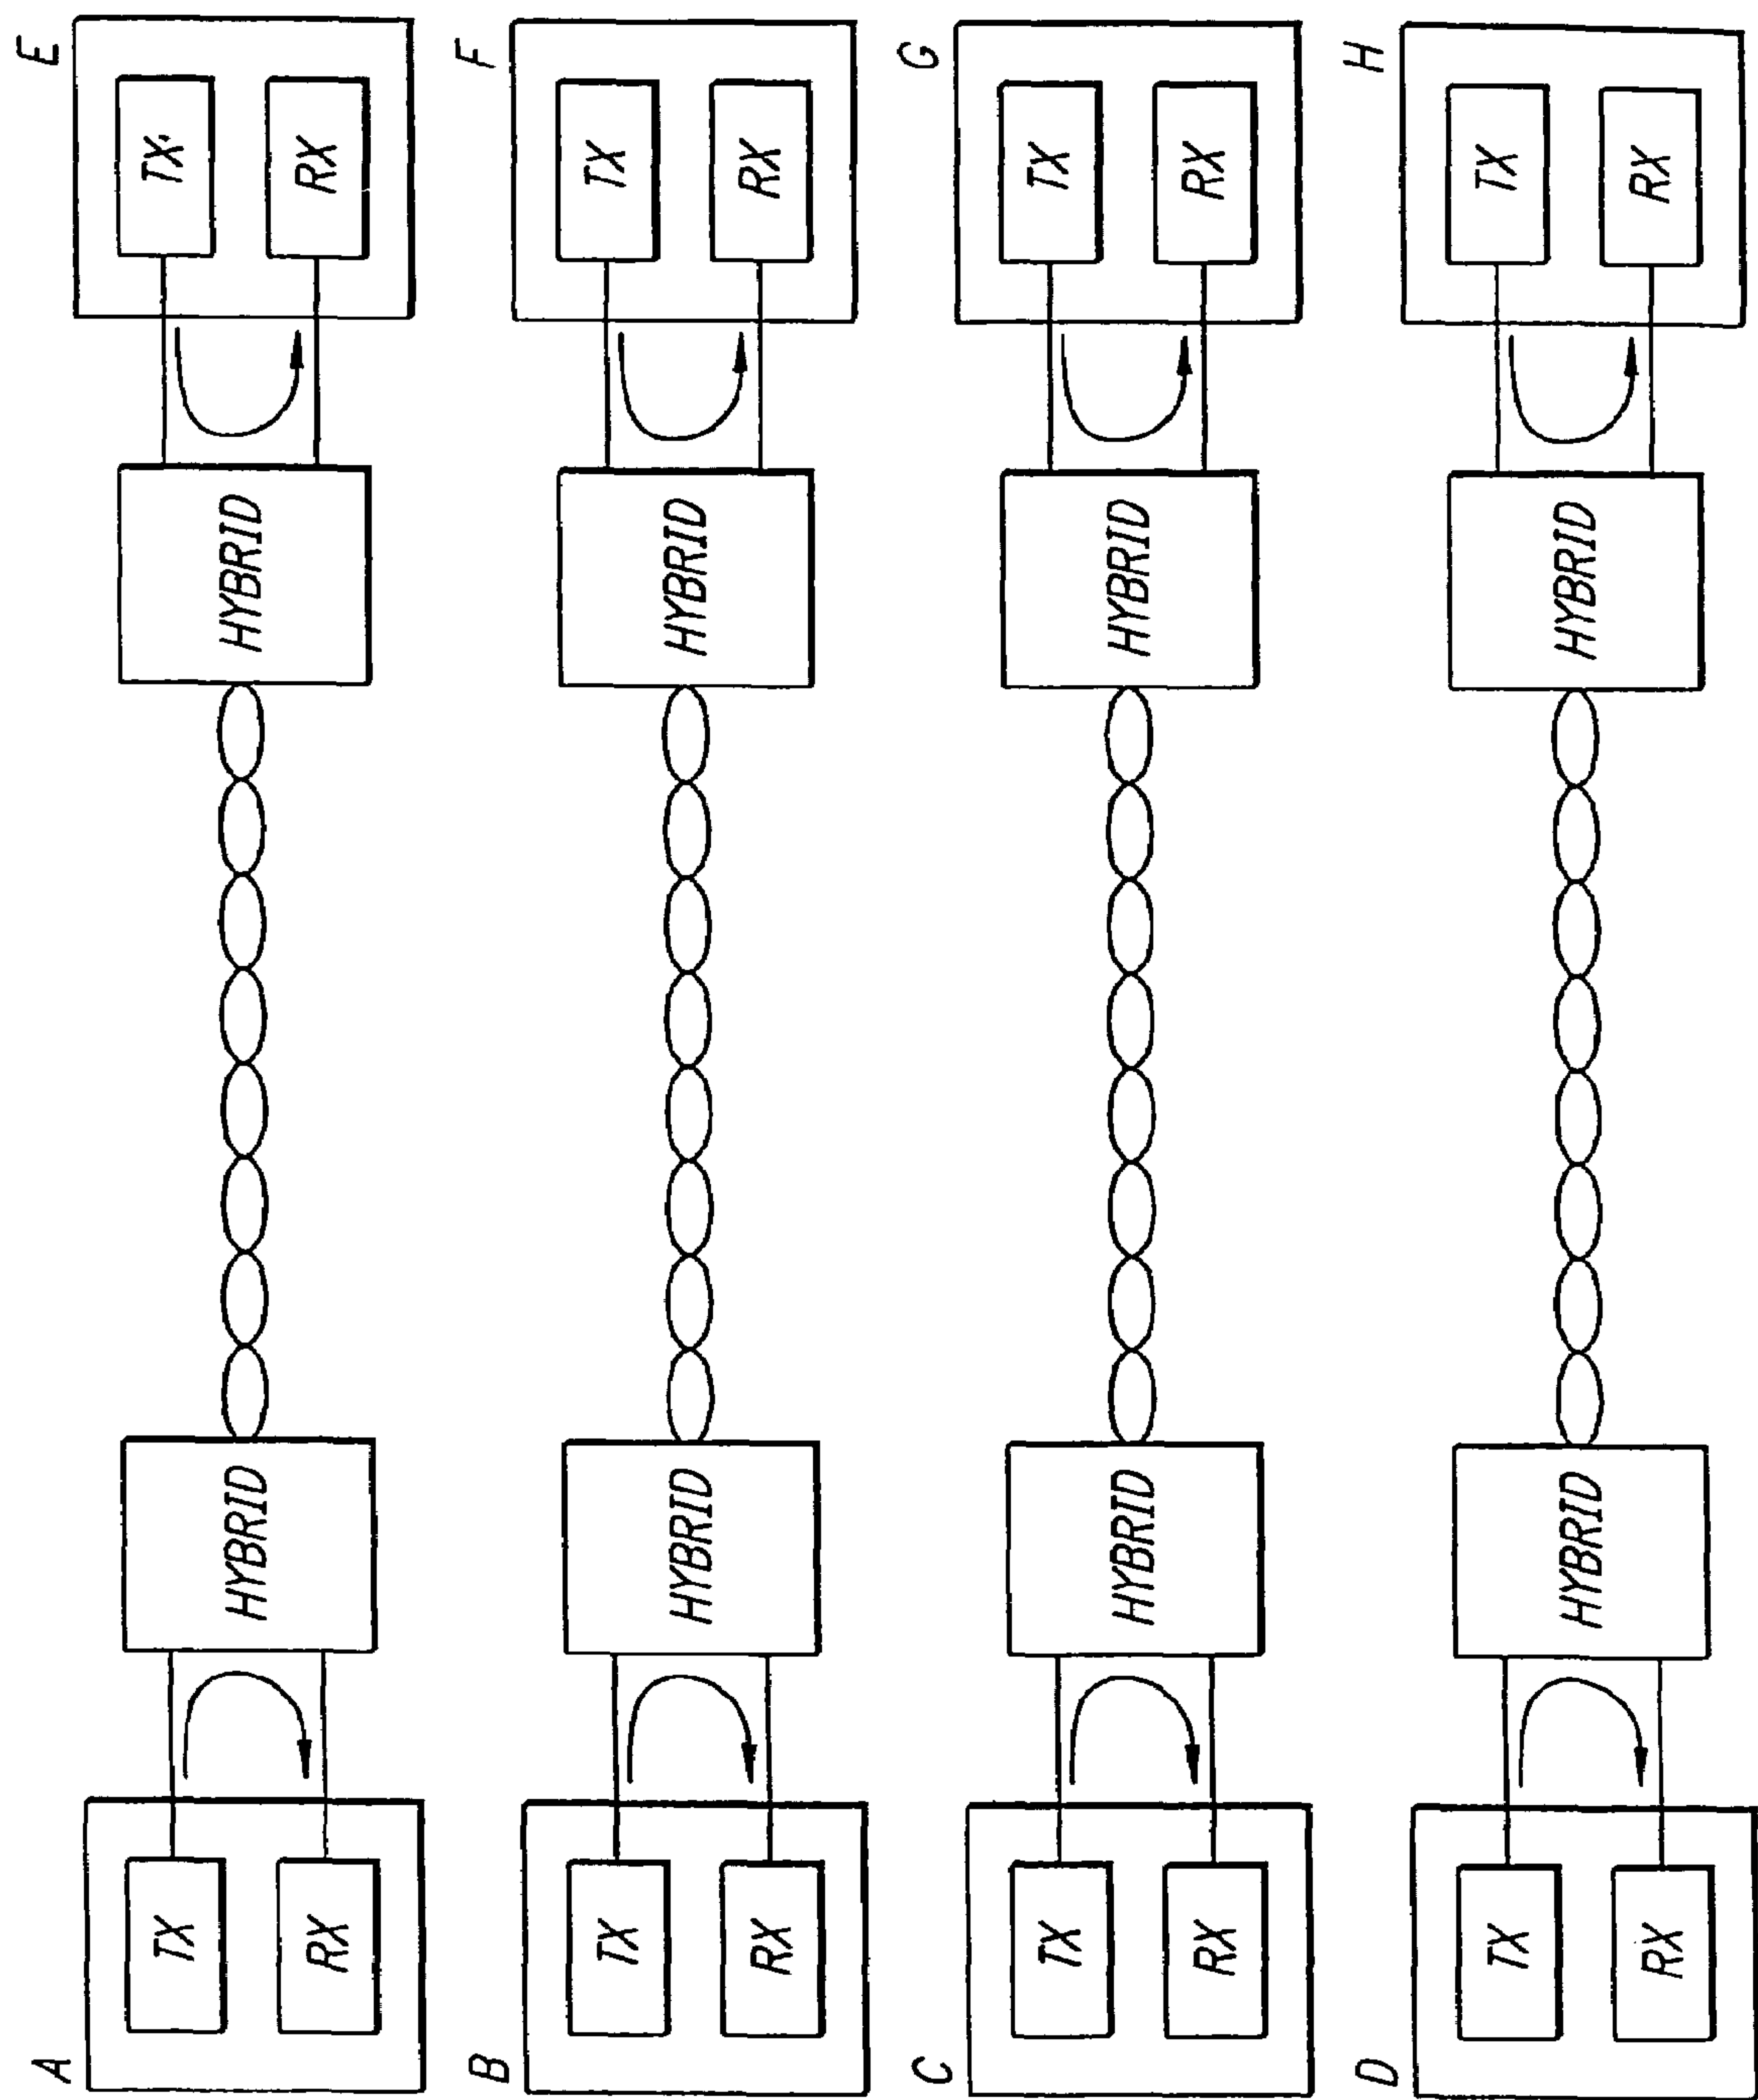 A
TX
RX
HYBRID
HYBRID
E
TX
RX
B
TX
RX
HYBRID
HYBRID
F
TX
RX
C
TX
RX
HYBRID
HYBRID
G
TX
RX
D
TX
RX
HYBRID
HYBRID
H
TX
RX